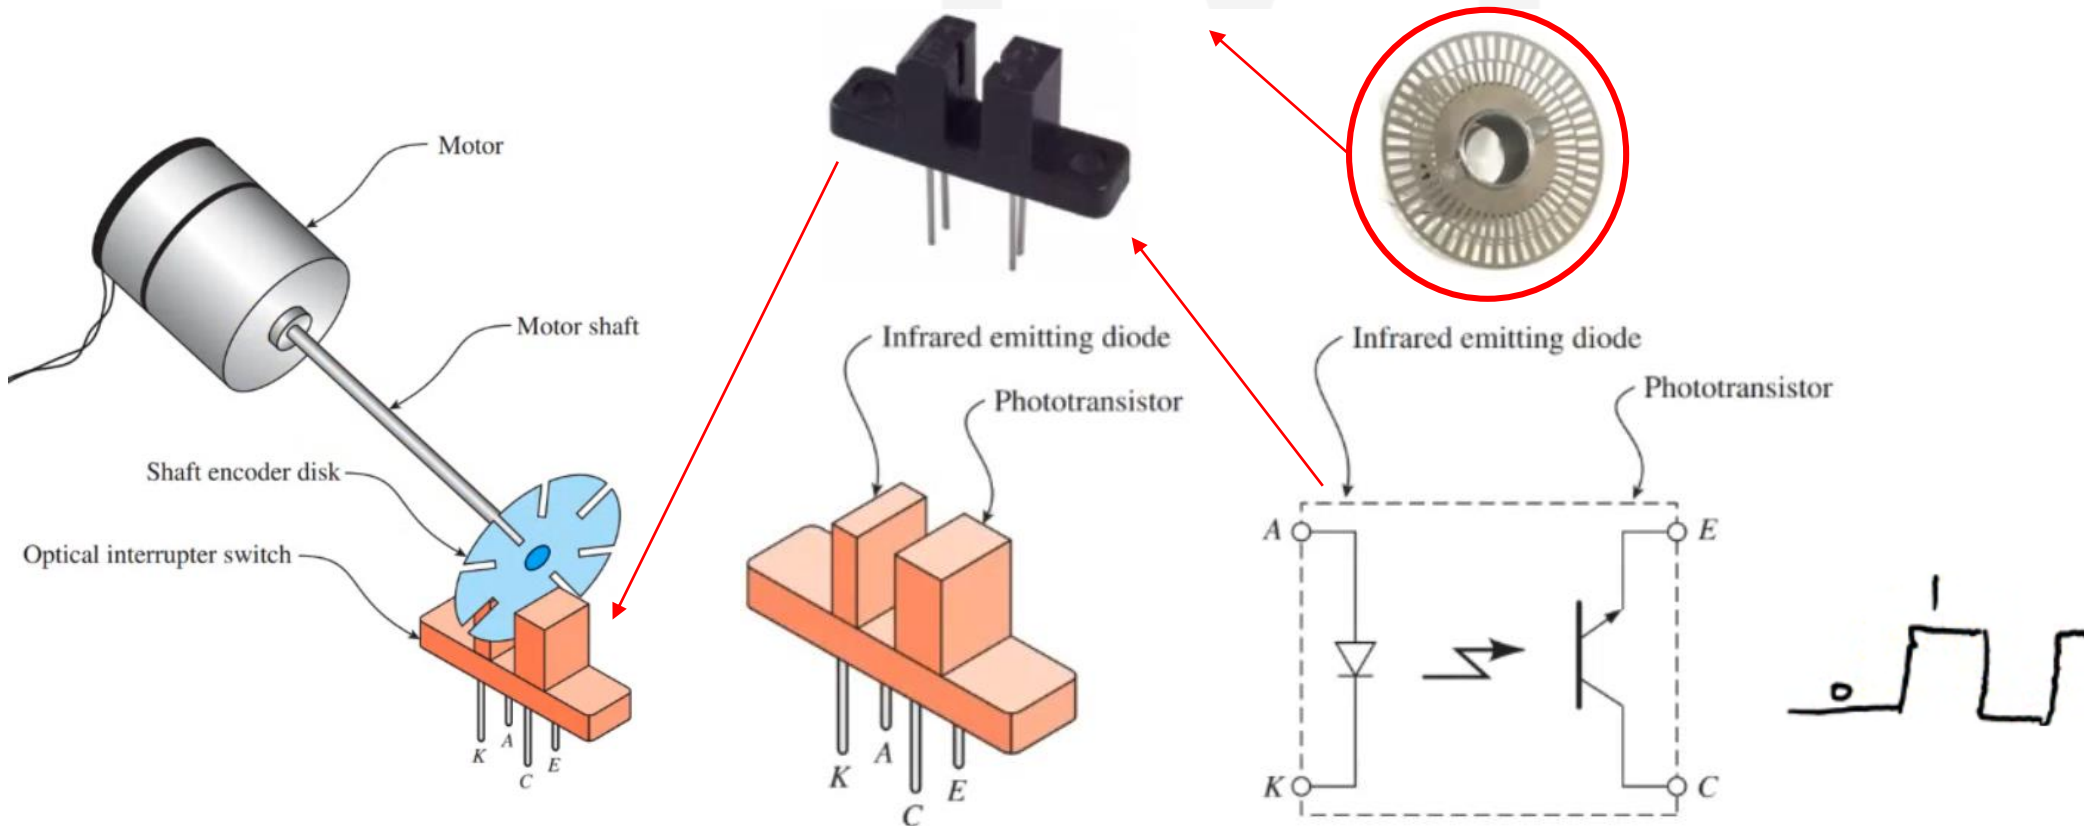 Motor
Motor shaft
Shaft encoder disk
Optical interrupter switch
K
A
C
E
Infrared emitting diode
Phototransistor
K
A
C
E
Infrared emitting diode
Phototransistor
A
E
K
C
0
1